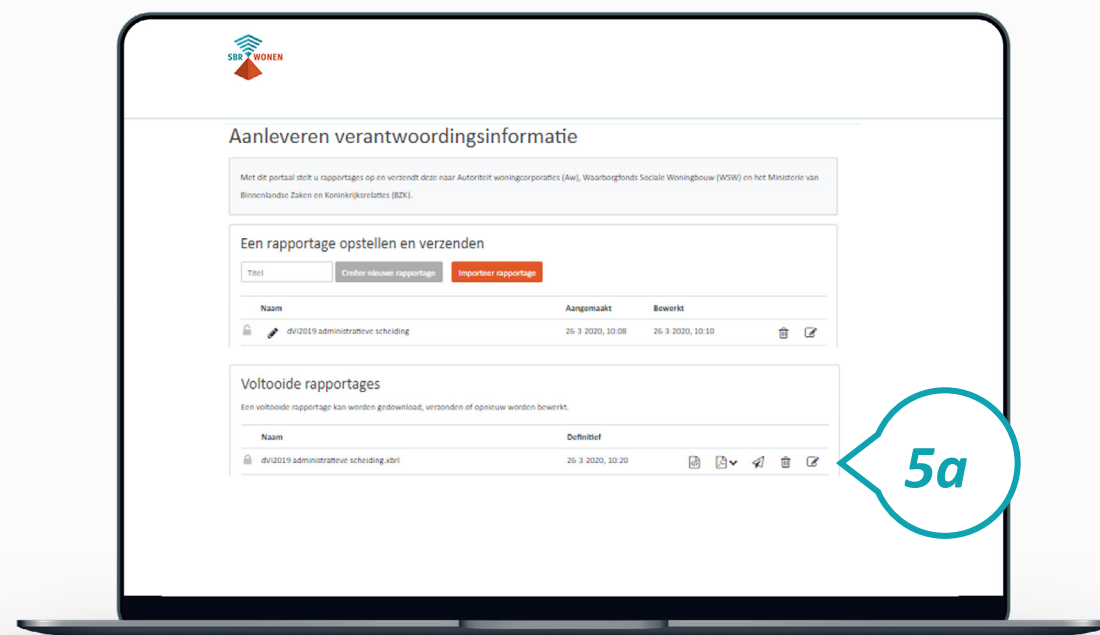 SBR WONEN
Aanleveren verantwoordingsinformatie
Met dit portaal stelt u rapportages op en verzendt deze naar Autoriteit woningcorporaties (Aw), Waarborgfonds Sociale Woningbouw (WSW) en het Ministerie van
Binnenlandse Zaken en Koninkrijksrelaties (BZK).
Een rapportage opstellen en verzenden
Titel Creëer nieuwe rapportage Importeer rapportage
Naam Aangemaakt Bewerkt
dVi2019 administratieve scheiding 26-3-2020, 10:08 26-3-2020, 10:10
Voltooide rapportages
Een voltooide rapportage kan worden gedownload, verzonden of opnieuw worden bewerkt.
Naam Definitief
dVi2019 administratieve scheiding.xbrl 26-3-2020, 10:20
5a